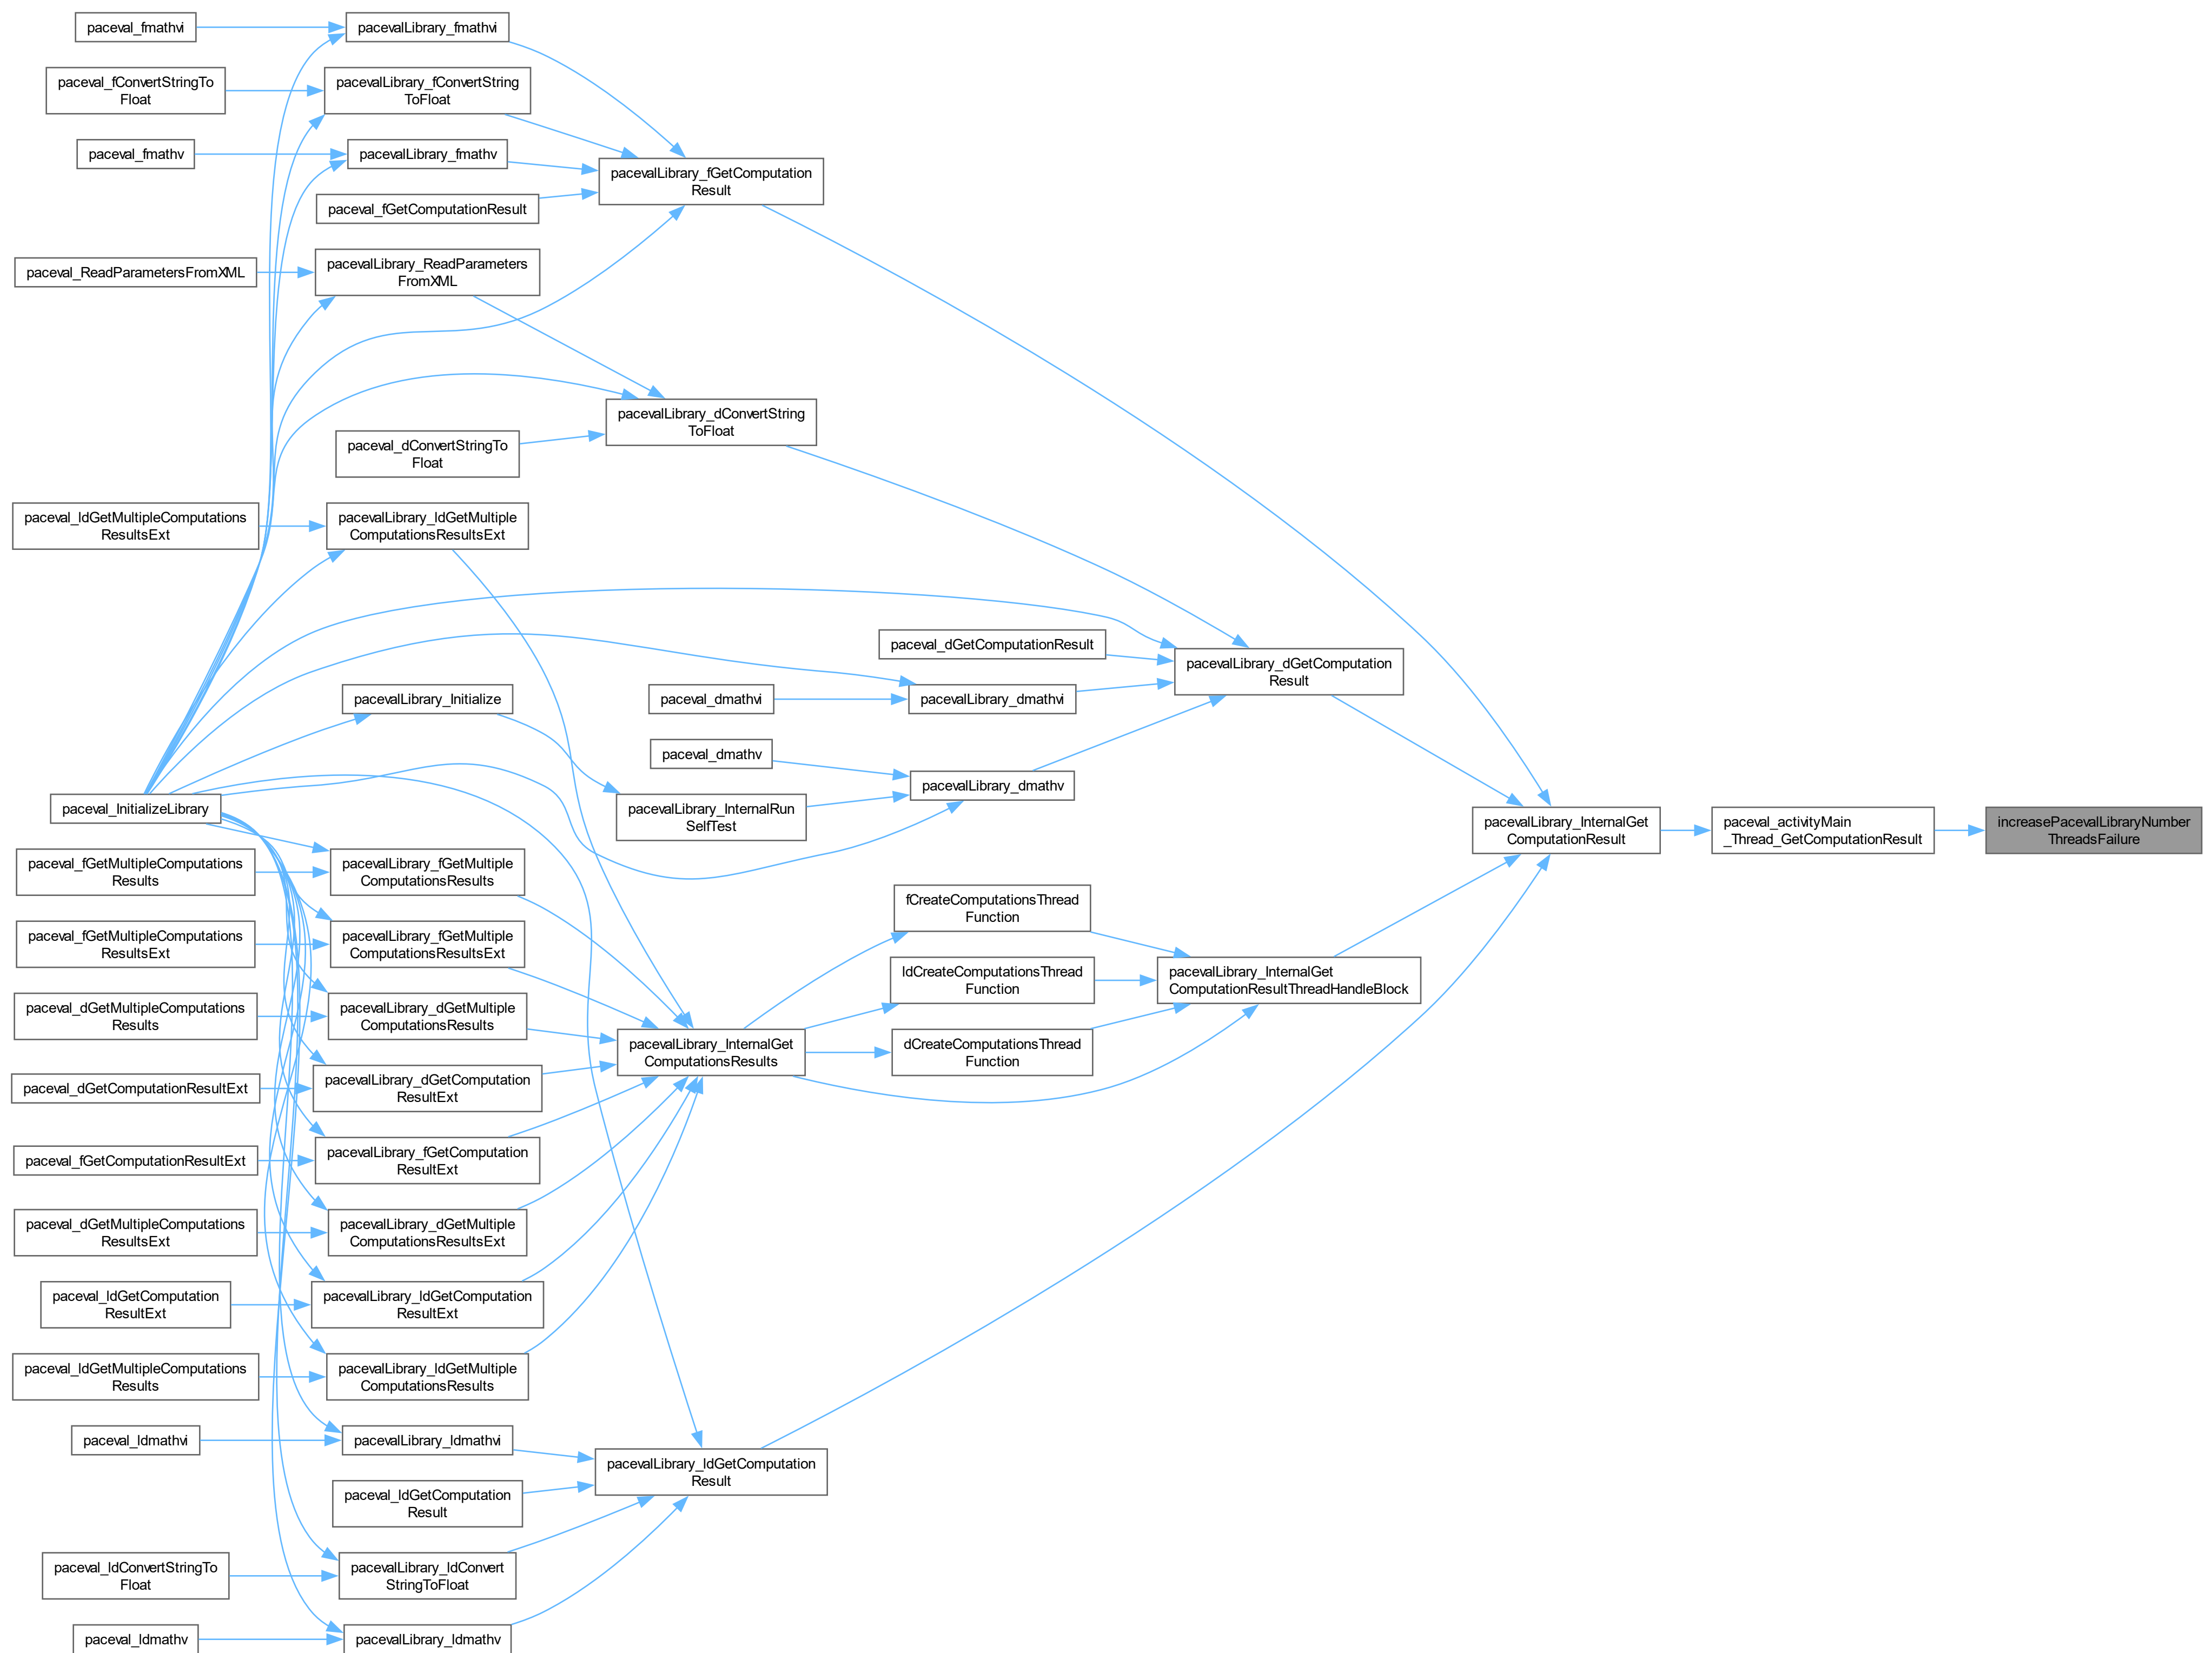 paceval_fmathvi
pacevalLibrary_fmathvi
paceval_fConvertStringTo
Float
pacevalLibrary_fConvertString
ToFloat
paceval_fmathv
pacevalLibrary_fmathv
pacevalLibrary_fGetComputation
Result
paceval_fGetComputationResult
paceval_ReadParametersFromXML
pacevalLibrary_ReadParameters
FromXML
pacevalLibrary_dConvertString
ToFloat
paceval_dConvertStringTo
Float
paceval_ldGetMultipleComputations
ResultsExt
pacevalLibrary_ldGetMultiple
ComputationsResultsExt
paceval_dGetComputationResult
pacevalLibrary_dGetComputation
Result
pacevalLibrary_Initialize
paceval_dmathvi
pacevalLibrary_dmathvi
paceval_dmathv
pacevalLibrary_dmathv
paceval_InitializeLibrary
pacevalLibrary_InternalRun
SelfTest
pacevalLibrary_InternalGet
ComputationResult
paceval_activityMain
_Thread_GetComputationResult
increasePacevalLibraryNumber
ThreadsFailure
paceval_fGetMultipleComputations
Results
pacevalLibrary_fGetMultiple
ComputationsResults
fCreateComputationsThread
Function
paceval_fGetMultipleComputations
ResultsExt
pacevalLibrary_fGetMultiple
ComputationsResultsExt
ldCreateComputationsThread
Function
pacevalLibrary_InternalGet
ComputationResultThreadHandleBlock
paceval_dGetMultipleComputations
Results
pacevalLibrary_dGetMultiple
ComputationsResults
pacevalLibrary_InternalGet
ComputationsResults
dCreateComputationsThread
Function
paceval_dGetComputationResultExt
pacevalLibrary_dGetComputation
ResultExt
paceval_fGetComputationResultExt
pacevalLibrary_fGetComputation
ResultExt
paceval_dGetMultipleComputations
ResultsExt
pacevalLibrary_dGetMultiple
ComputationsResultsExt
paceval_ldGetComputation
ResultExt
pacevalLibrary_ldGetComputation
ResultExt
paceval_ldGetMultipleComputations
Results
pacevalLibrary_ldGetMultiple
ComputationsResults
paceval_ldmathvi
pacevalLibrary_ldmathvi
pacevalLibrary_ldGetComputation
Result
paceval_ldGetComputation
Result
paceval_ldConvertStringTo
Float
pacevalLibrary_ldConvert
StringToFloat
paceval_ldmathv
pacevalLibrary_ldmathv